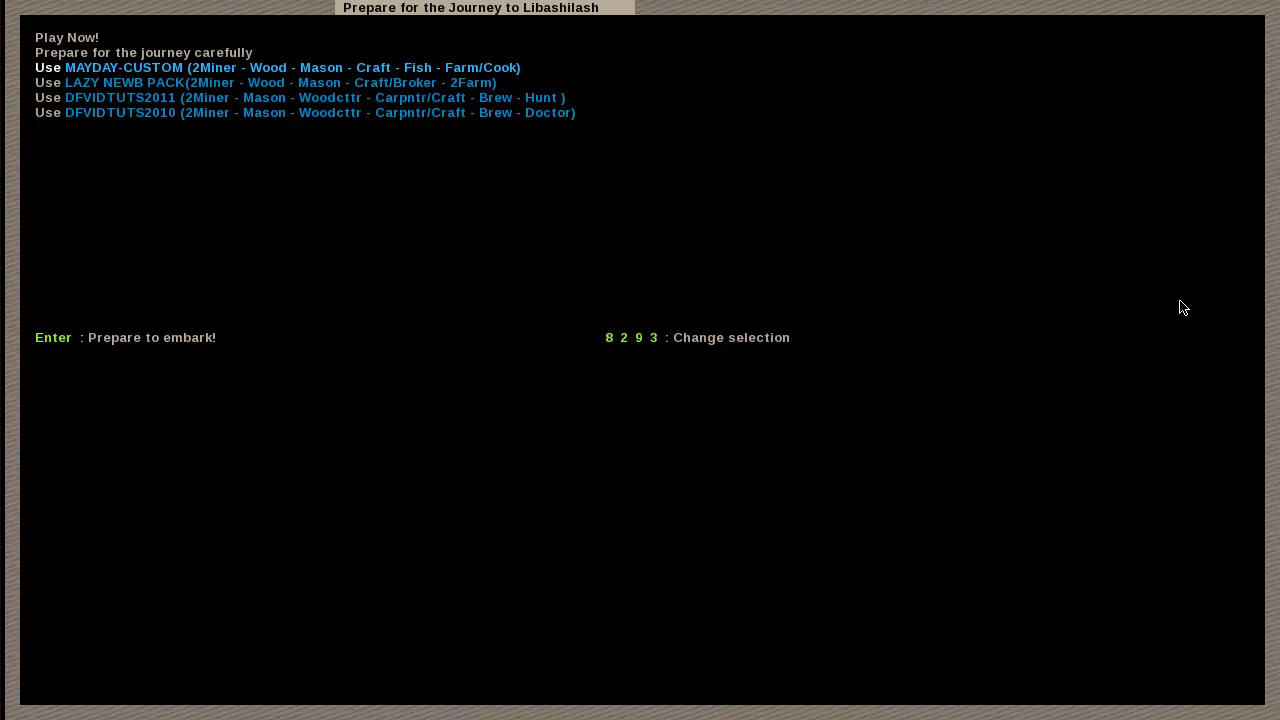 Prepare for the Journey to Libashilash
Play Now!
Prepare for the journey carefully
Use MAYDAY-CUSTOM (2Miner - Wood - Mason - Craft - Fish - Farm/Cook)
Use LAZY NEWB PACK(2Miner - Wood - Mason - Craft/Broker - 2Farm)
Use DFVIDTUTS2011 (2Miner - Mason - Woodcttr - Carpntr/Craft - Brew - Hunt )
Use DFVIDTUTS2010 (2Miner - Mason - Woodcttr - Carpntr/Craft - Brew - Doctor)
Enter : Prepare to embark! 8 2 9 3 : Change selection